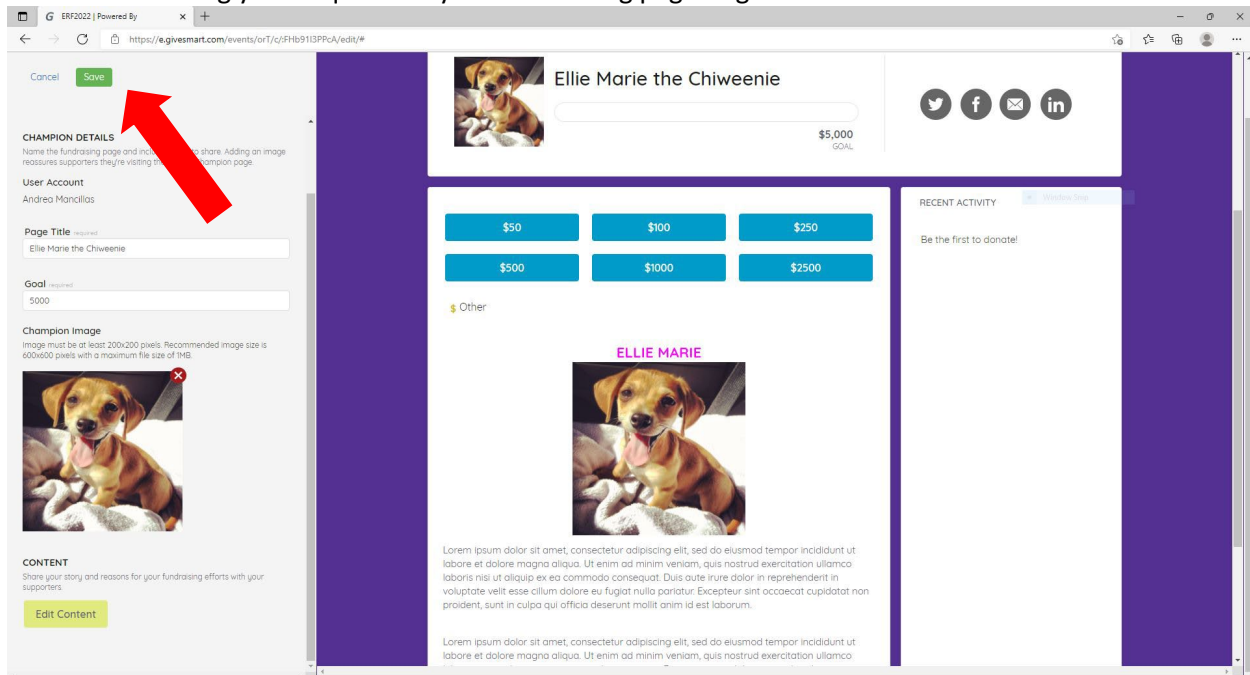 ERF2022 | Powered By
https://e.givesmart.com/events/orT/c/:FHb91I3PPcA/edit/#
Cancel
Save
CHAMPION DETAILS
Name the fundraising page and to share. Adding an image
reassures supporters they're visiting champion page.
User Account
Andrea Mancillas
Page Title required
Ellie Marie the Chiweenie
Goal required
5000
Champion Image
Image must be at least 200x200 pixels. Recommended image size is
600x600 pixels with a maximum file size of 1MB.
CONTENT
Share your story and reasons for your fundraising efforts with your
supporters.
Edit Content
Ellie Marie the Chiweenie
$5,000
GOAL
$50
$100
$250
$500
$1000
$2500
$ Other
ELLIE MARIE
Lorem ipsum dolor sit amet, consectetur adipiscing elit, sed do eiusmod tempor incididunt ut
labore et dolore magna aliqua. Ut enim ad minim veniam, quis nostrud exercitation ullamco
laboris nisi ut aliquip ex ea commodo consequat. Duis aute irure dolor in reprehenderit in
voluptate velit esse cillum dolore eu fugiat nulla pariatur. Excepteur sint occaecat cupidatat non
proident, sunt in culpa qui officia deserunt mollit anim id est laborum.
Lorem ipsum dolor sit amet, consectetur adipiscing elit, sed do eiusmod tempor incididunt ut
labore et dolore magna aliqua. Ut enim ad minim veniam, quis nostrud exercitation ullamco
RECENT ACTIVITY
Window Snip
Be the first to donate!